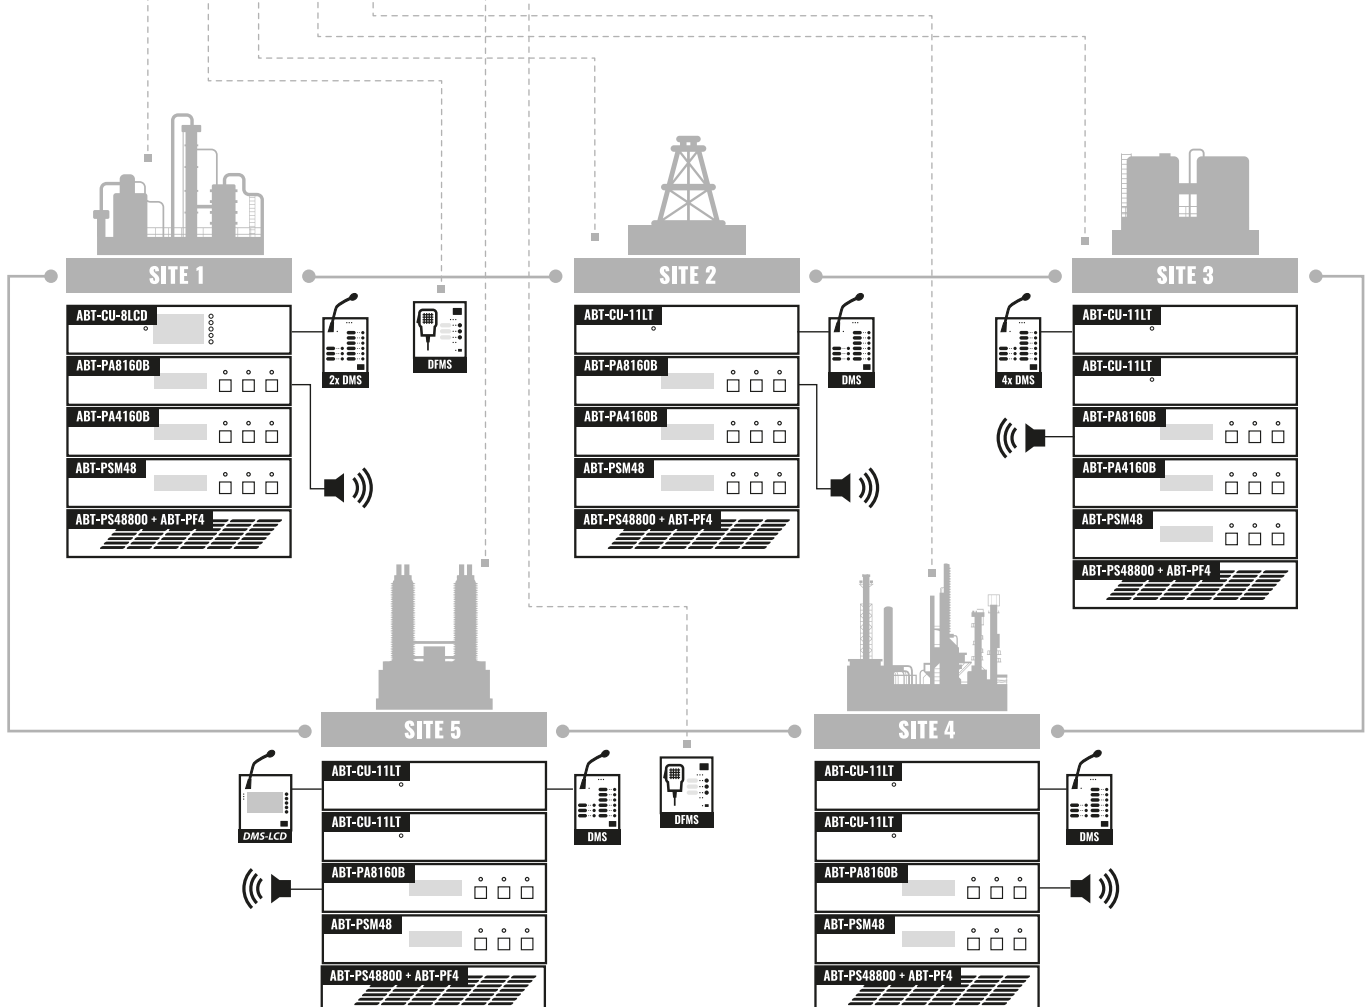 SITE 1
ABT-CU-8LCD
ABT-PA8160B
ABT-PA4160B
ABT-PSM48
ABT-PS48800 + ABT-PF4
2x DMS
DFMS
SITE 2
ABT-CU-11LT
ABT-PA8160B
ABT-PA4160B
ABT-PSM48
ABT-PS48800 + ABT-PF4
DMS
SITE 3
4x DMS
ABT-CU-11LT
ABT-CU-11LT
ABT-PA8160B
ABT-PA4160B
ABT-PSM48
ABT-PS48800 + ABT-PF4
SITE 5
DMS-LCD
ABT-CU-11LT
ABT-CU-11LT
ABT-PA8160B
ABT-PSM48
ABT-PS48800 + ABT-PF4
DMS
DFMS
SITE 4
ABT-CU-11LT
ABT-CU-11LT
ABT-PA8160B
ABT-PSM48
ABT-PS48800 + ABT-PF4
DMS